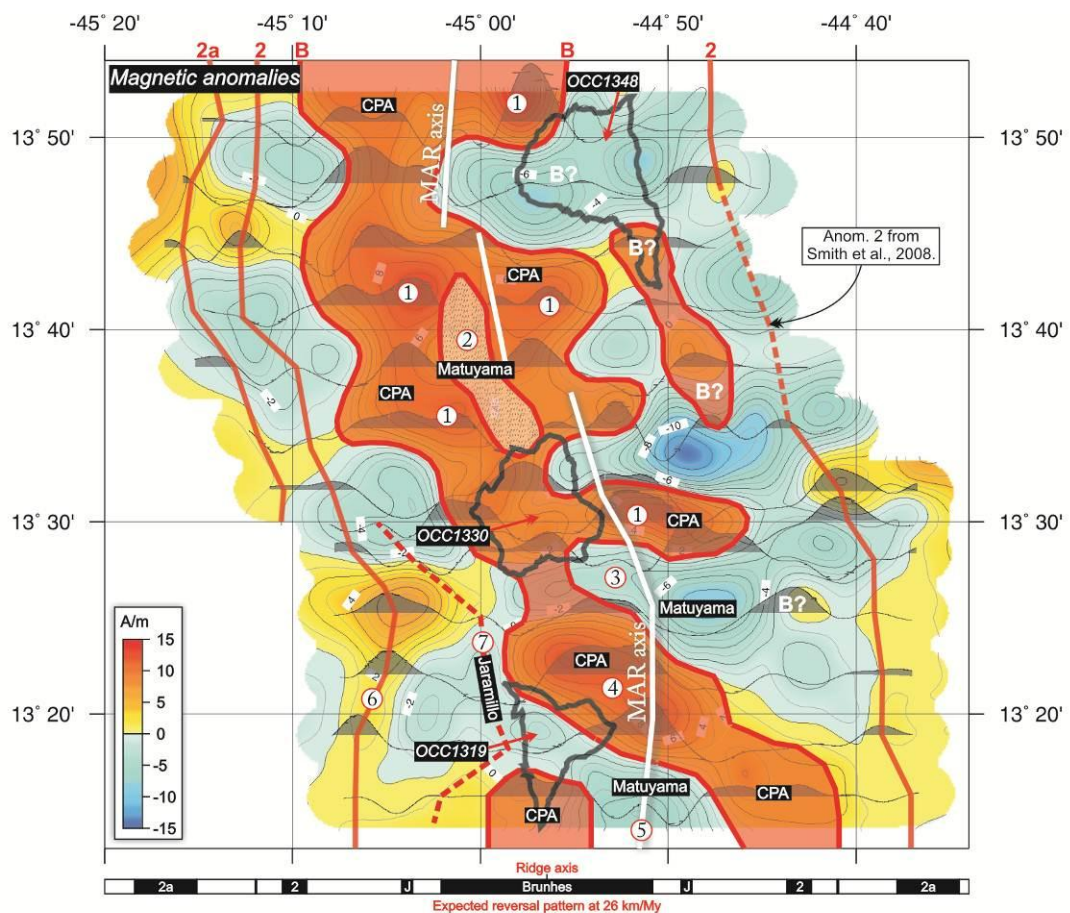 -45° 20'
-45° 10'
-45° 00'
-44° 50'
-44° 40'
2a
2
B
B
2
Magnetic anomalies
OCC1348
CPA
1
MAR axis
13° 50'
13° 50'
B?
-6
-4
0
B?
Anom. 2 from
Smith et al., 2008.
CPA
1
1
13° 40'
13° 40'
2
Matuyama
CPA
B?
1
-2
-10
-8
-6
13° 30'
13° 30'
OCC1330
1
CPA
-4
3
-6
Matuyama
-4
B?
-2
4
A/m
15
10
5
0
-5
-10
-15
7
Jaramillo
CPA
MAR axis
4
6
2
-2
13° 20'
13° 20'
OCC1319
0
Matuyama
CPA
CPA
5
Ridge axis
2a
2
J
Brunhes
J
2
2a
Expected reversal pattern at 26 km/My